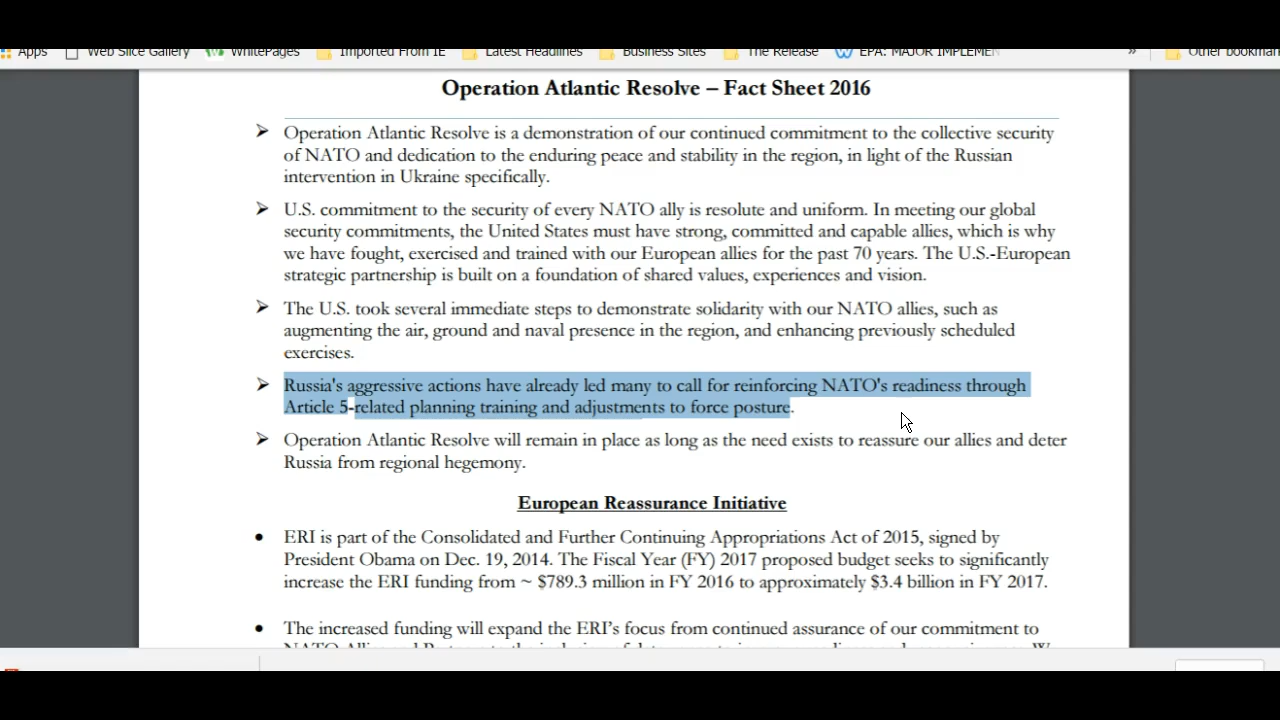 Apps Web Slice Gallery WhitePages Imported From IE Latest Headlines Business Sites The Release EPA: MAJOR IMPLEMEN » Other bookmar
Operation Atlantic Resolve – Fact Sheet 2016
➢ Operation Atlantic Resolve is a demonstration of our continued commitment to the collective security
of NATO and dedication to the enduring peace and stability in the region, in light of the Russian
intervention in Ukraine specifically.
➢ U.S. commitment to the security of every NATO ally is resolute and uniform. In meeting our global
security commitments, the United States must have strong, committed and capable allies, which is why
we have fought, exercised and trained with our European allies for the past 70 years. The U.S.-European
strategic partnership is built on a foundation of shared values, experiences and vision.
➢ The U.S. took several immediate steps to demonstrate solidarity with our NATO allies, such as
augmenting the air, ground and naval presence in the region, and enhancing previously scheduled
exercises.
➢ Russia's aggressive actions have already led many to call for reinforcing NATO's readiness through
Article 5-related planning training and adjustments to force posture.
➢ Operation Atlantic Resolve will remain in place as long as the need exists to reassure our allies and deter
Russia from regional hegemony.
European Reassurance Initiative
• ERI is part of the Consolidated and Further Continuing Appropriations Act of 2015, signed by
President Obama on Dec. 19, 2014. The Fiscal Year (FY) 2017 proposed budget seeks to significantly
increase the ERI funding from ~ $789.3 million in FY 2016 to approximately $3.4 billion in FY 2017.
• The increased funding will expand the ERI's focus from continued assurance of our commitment to